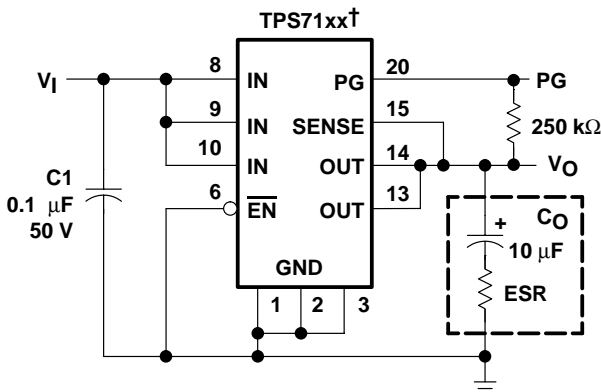 TPS71xx†
VI
8
IN
PG
20
PG
9
IN
SENSE
15
250 kΩ
10
IN
OUT
14
VO
C1
0.1 μF
50 V
6
EN
OUT
13
+
CO
10 μF
GND
1
2
3
ESR